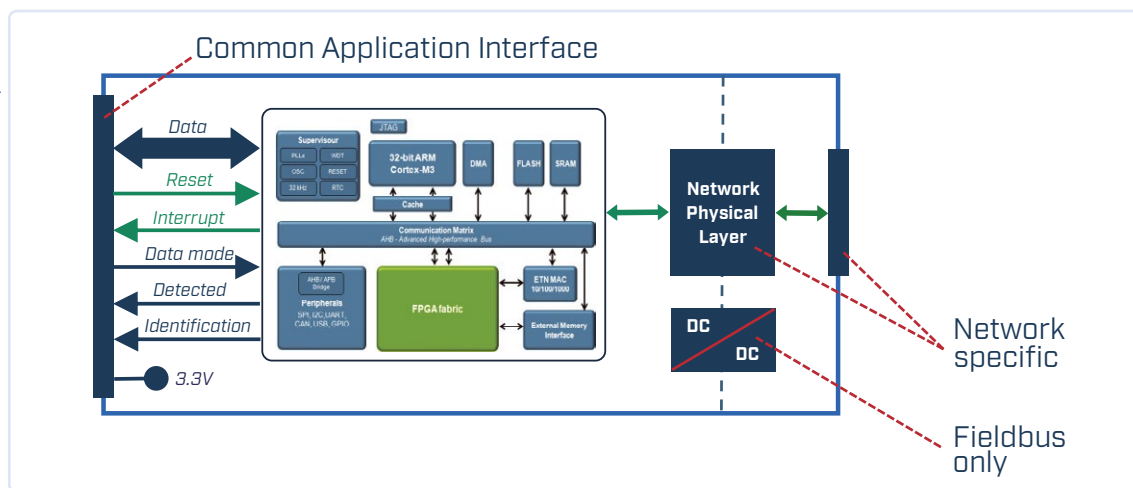 Common Application Interface
Data
Reset
Interrupt
Data mode
Detected
Identification
3.3V
JTAG
Supervisour
PLLs
WDT
OSC
RESET
32 kHz
RTC
32-bit ARM
Cortex-M3
DMA
FLASH
SRAM
Cache
Communication Matrix
AHB - Advanced High-performance Bus
AHB/ APB
Bridge
Peripherals
SPI, I2C,UART,
CAN, USB, GPIO
FPGA fabric
ETN MAC
10/100/1000
External Memory
Interface
Network
Physical
Layer
DC
DC
Network
specific
Fieldbus
only